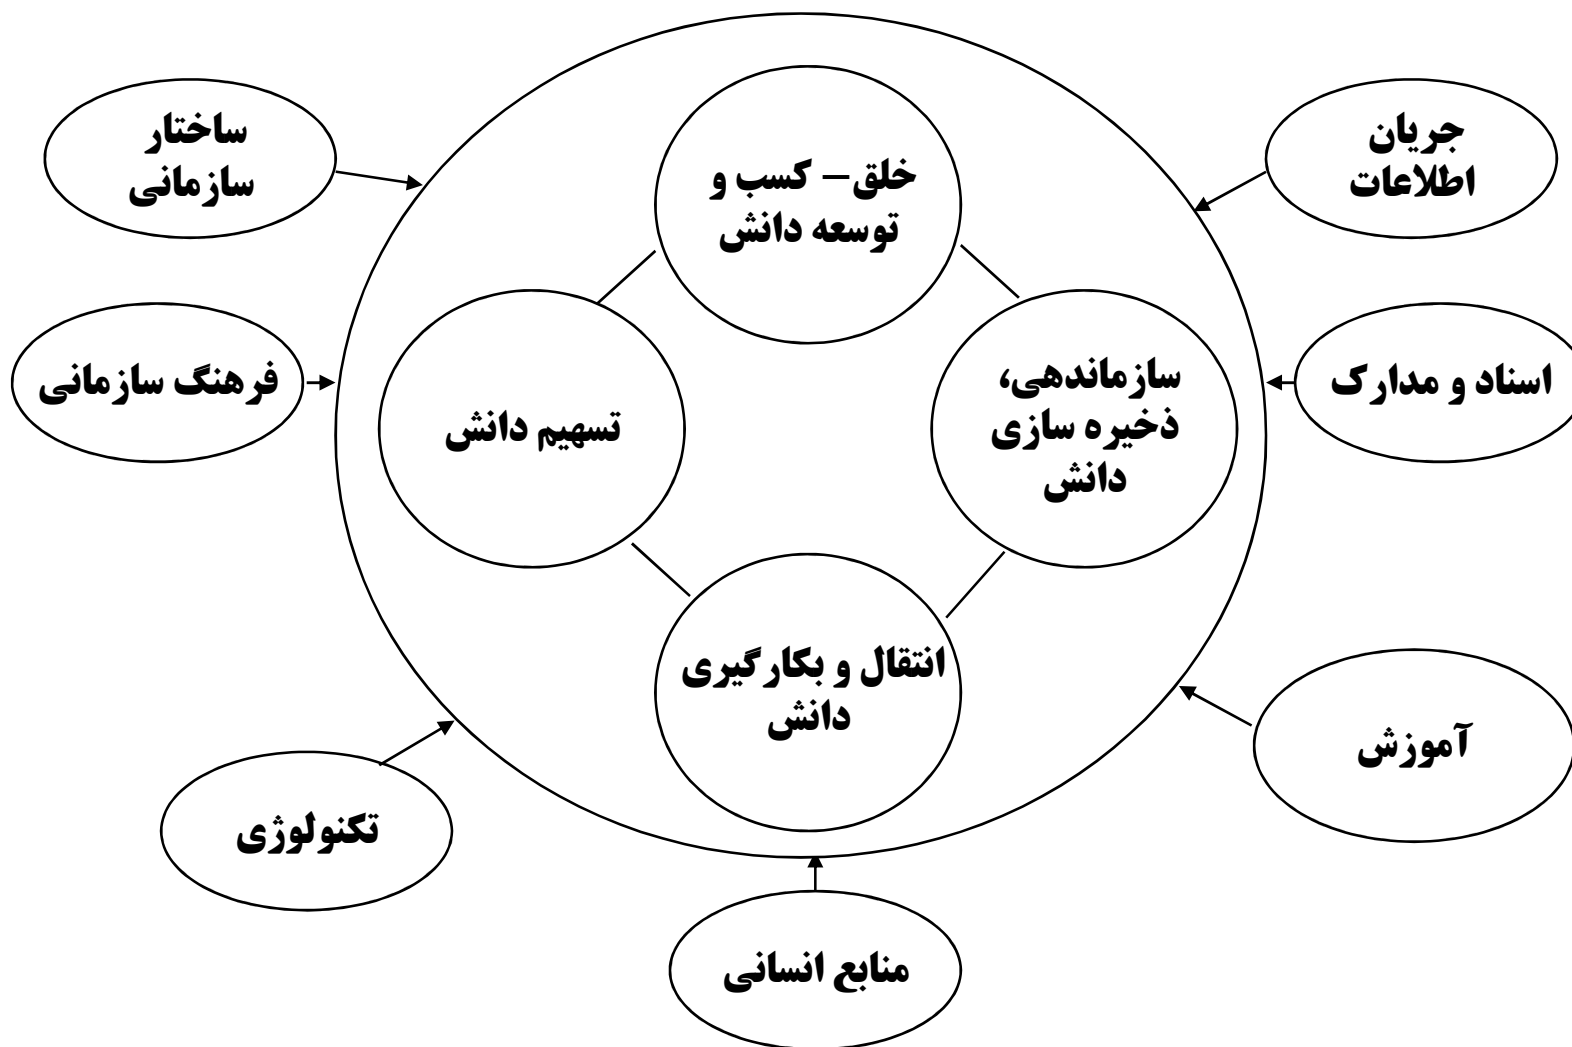 جریان
اطلاعات
ساختار
سازمانی
خلق– کسب و
توسعه دانش
اسناد و مدارک
سازماندهی،
ذخیره سازی
دانش
تسهیم دانش
فرهنگ سازمانی
انتقال و بکارگیری
دانش
آموزش
تکنولوژی
منابع انسانی